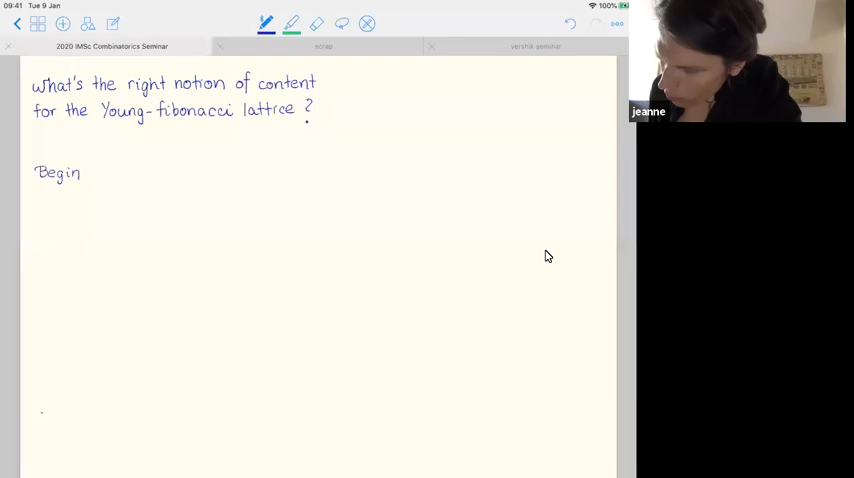 09:41 Tue 9 Jan
100%
2020 IMSc Combinatorics Seminar
scrap
vershik seminar
what's the right notion of content
for the Young-fibonacci lattice ?
Begin
jeanne